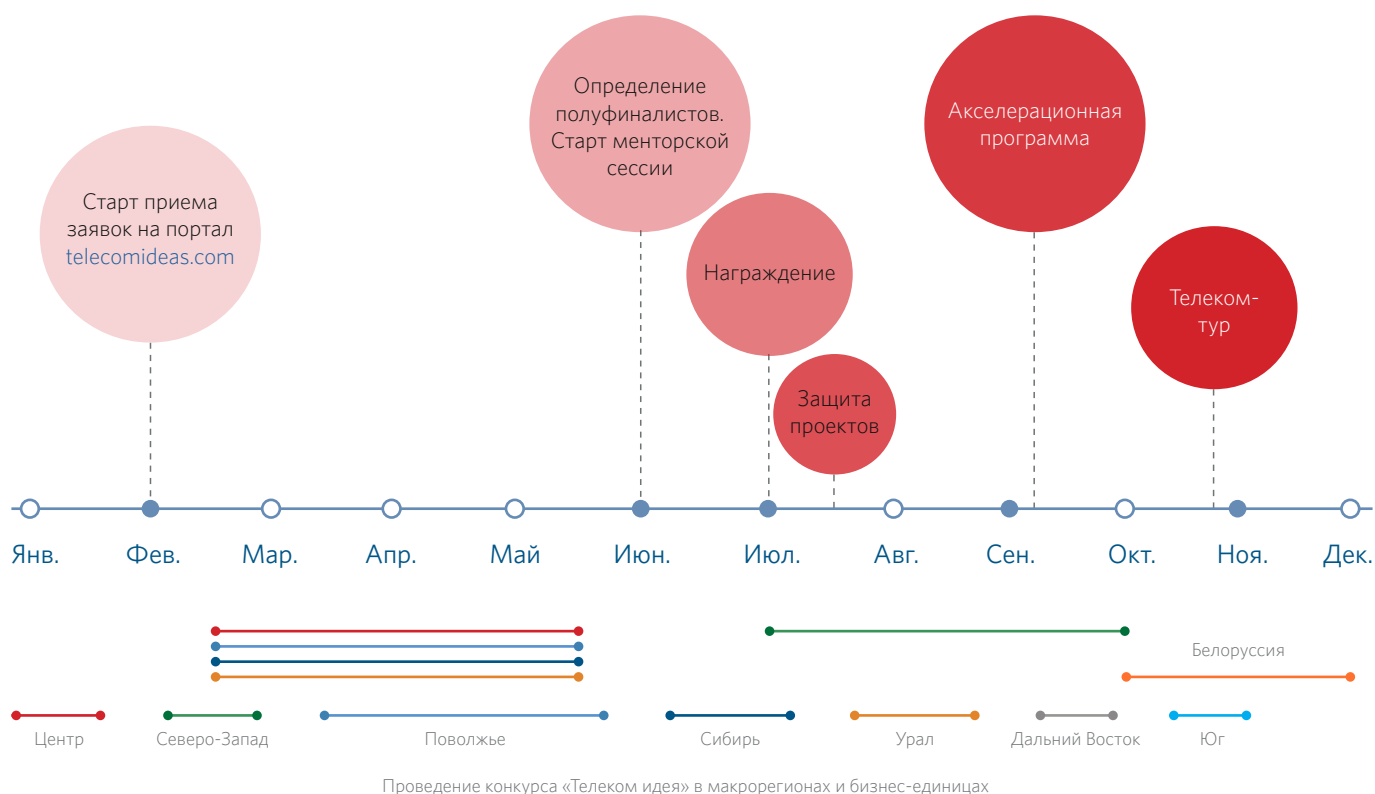 Старт приема
заявок на портал
telecomideas.com
Определение
полуфиналистов.
Старт менторской
сессии
Награждение
Защита
проектов
Акселерационная
программа
Телеком-
тур
Янв.
Фев.
Мар.
Апр.
Май
Июн.
Июл.
Авг.
Сен.
Окт.
Ноя.
Дек.
Белоруссия
Центр
Северо-Запад
Поволжье
Сибирь
Урал
Дальний Восток
Юг
Проведение конкурса «Телеком идея» в макрорегионах и бизнес-единицах